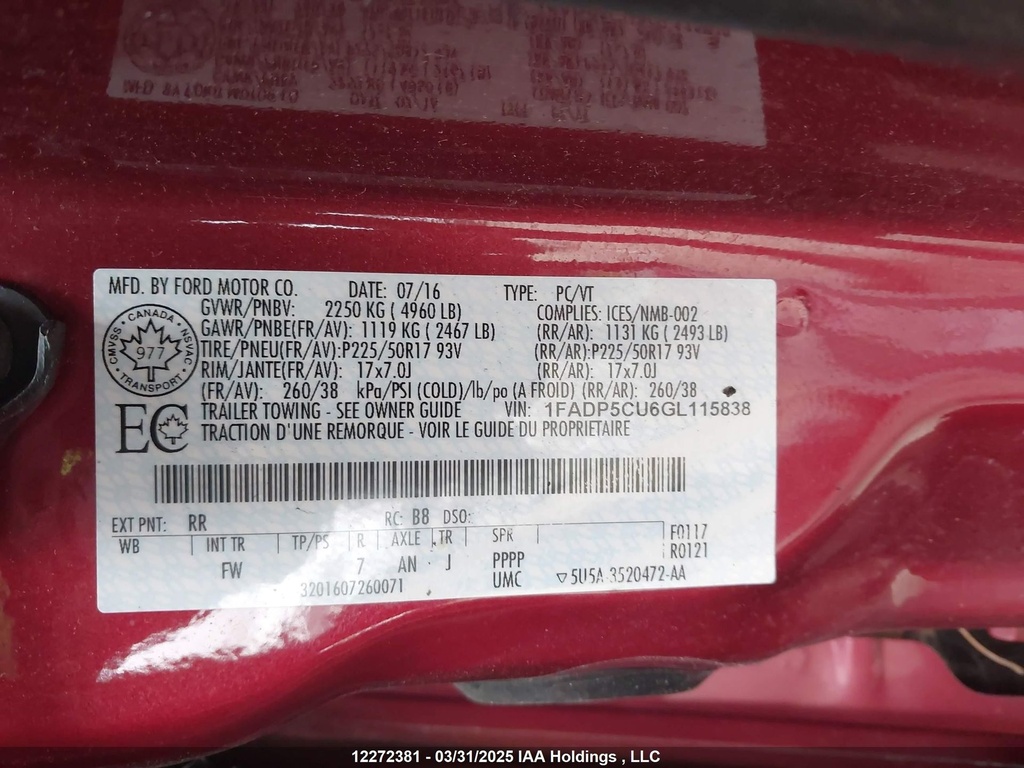 MFD. BY FORD MOTOR CO. DATE: 07/16 TYPE: PC/VT
GVWR/PNBV: 2250 KG ( 4960 LB) COMPLIES: ICES/NMB-002
GAWR/PNBE(FR/AV): 1119 KG ( 2467 LB) (RR/AR): 1131 KG ( 2493 LB)
TIRE/PNEU(FR/AV): P225/50R17 93V (RR/AR): P225/50R17 93V
RIM/JANTE(FR/AV): 17x7.0J (RR/AR): 17x7.0J
(FR/AV): 260/38 kPa/PSI (COLD)/lb/po (A FROID) (RR/AR): 260/38
TRAILER TOWING - SEE OWNER GUIDE VIN: 1FADP5CU6GL115838
TRACTION D'UNE REMORQUE - VOIR LE GUIDE DU PROPRIETAIRE
CMVSS · CANADA · NSVAC
977
TRANSPORT
EC
EXT PNT: RR RC: B8 DSO:
WB INT TR TP/PS R AXLE TR SPR F0117
FW 7 AN J PPPP R0121
3201607260071 UMC ▽5U5A 3520472-AA
12272381 - 03/31/2025 IAA Holdings , LLC